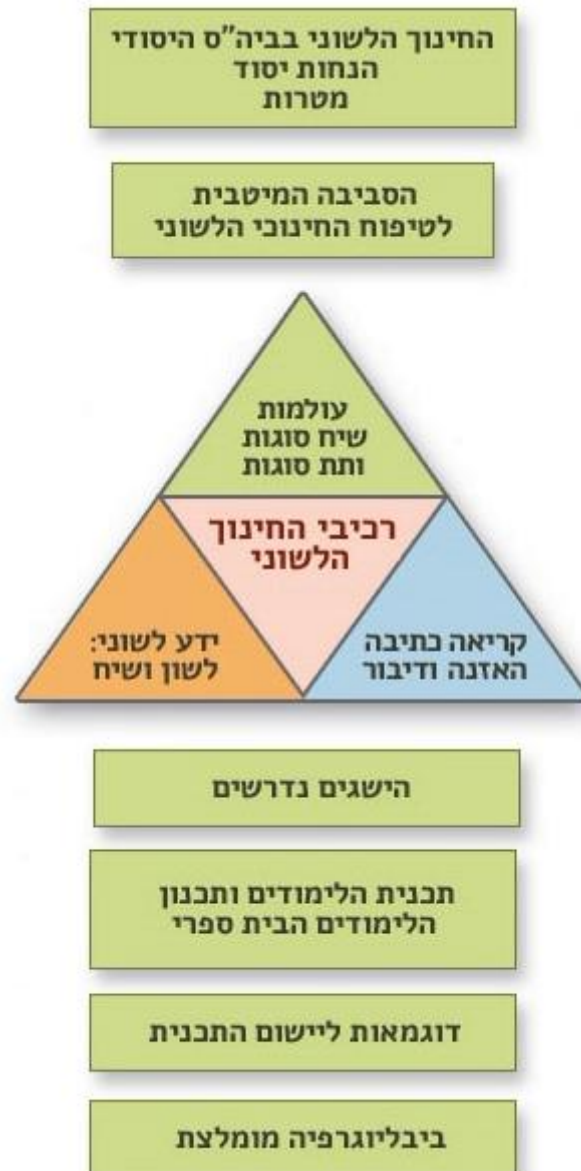 החינוך הלשוני בביה"ס היסודי
הנחות יסוד
מטרות
הסביבה המיטבית
לטיפוח החינוכי הלשוני
עולמות
שיח סוגות
ותת סוגות
רכיבי החינוך
הלשוני
קריאה כתיבה
האזנה ודיבור
ידע לשוני:
לשון ושיח
הישגים נדרשים
תכנית הלימודים ותכנון
הלימודים הבית ספרי
דוגמאות ליישום התכנית
ביבליוגרפיה מומלצת